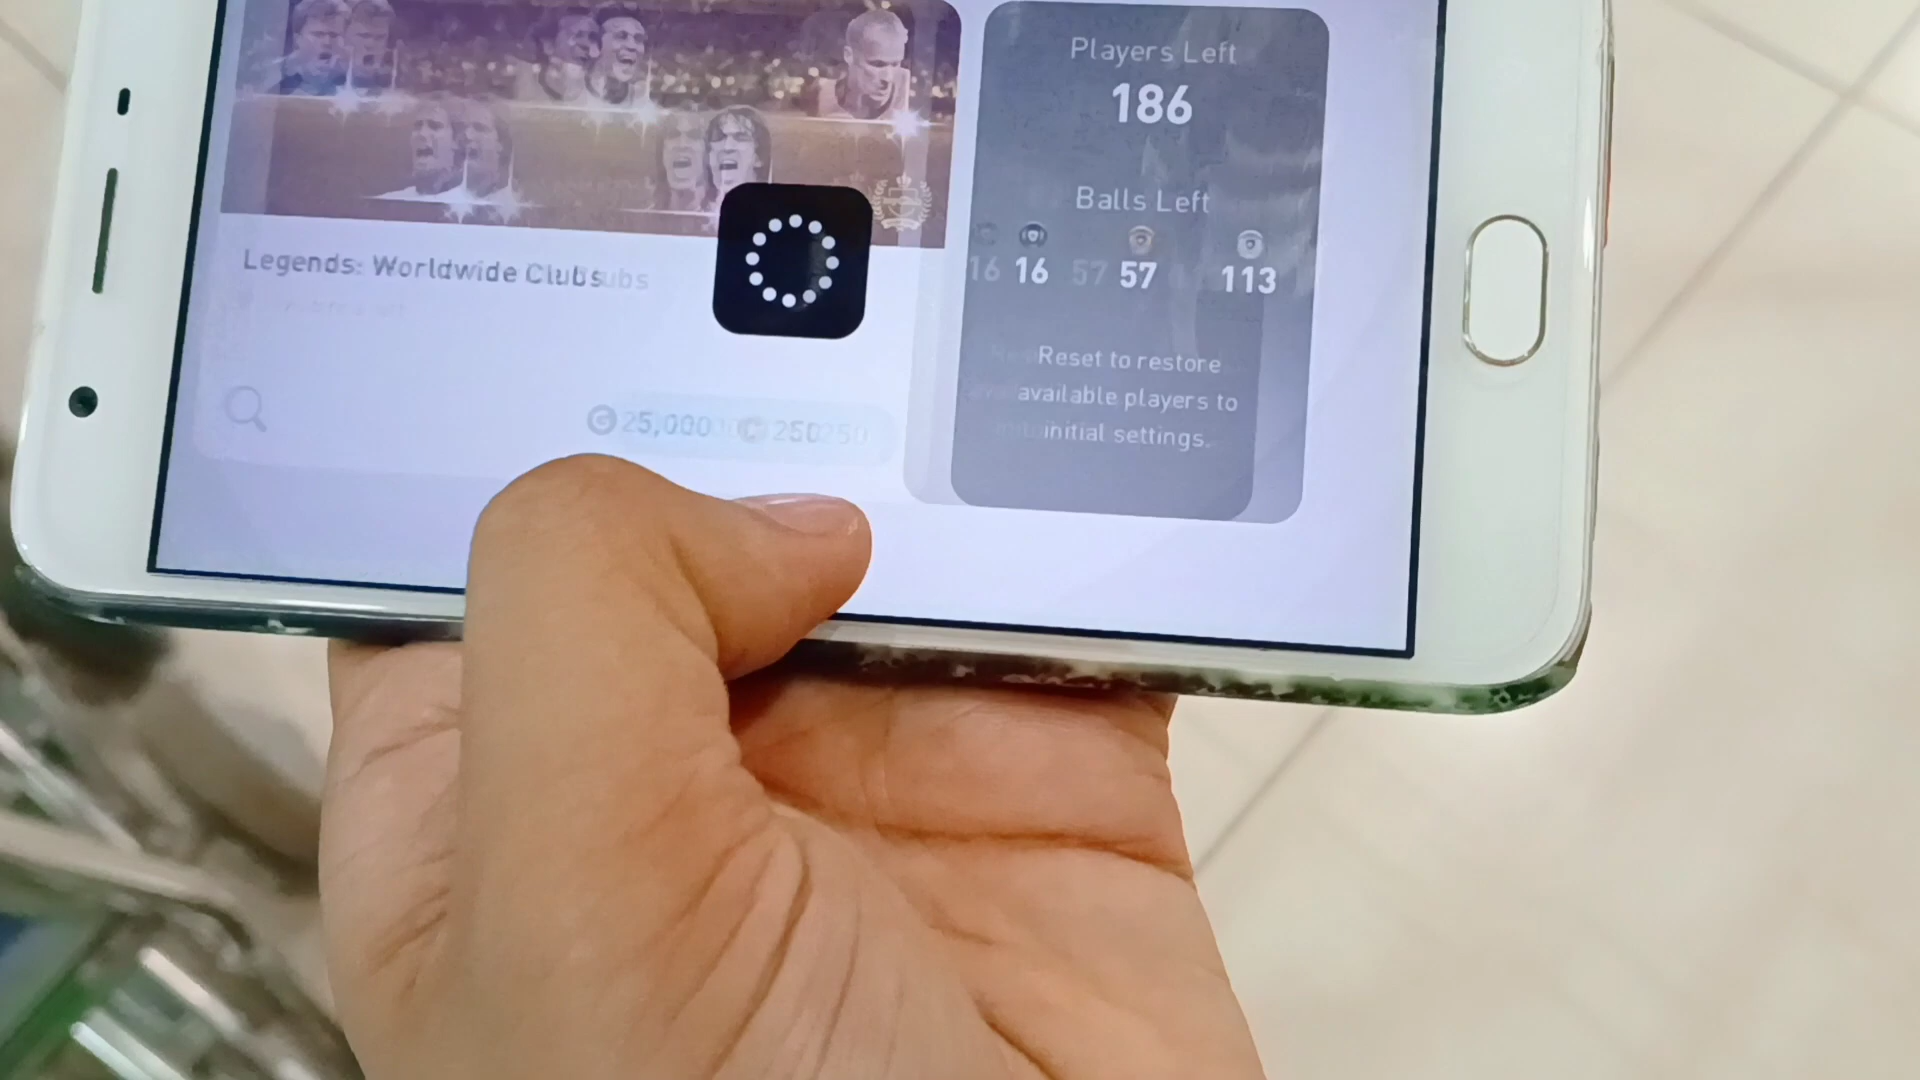 Players Left
186
Balls Left
16 57 113
Legends: Worldwide Clubs
Reset to restore
available players to
initial settings.
25,000 250